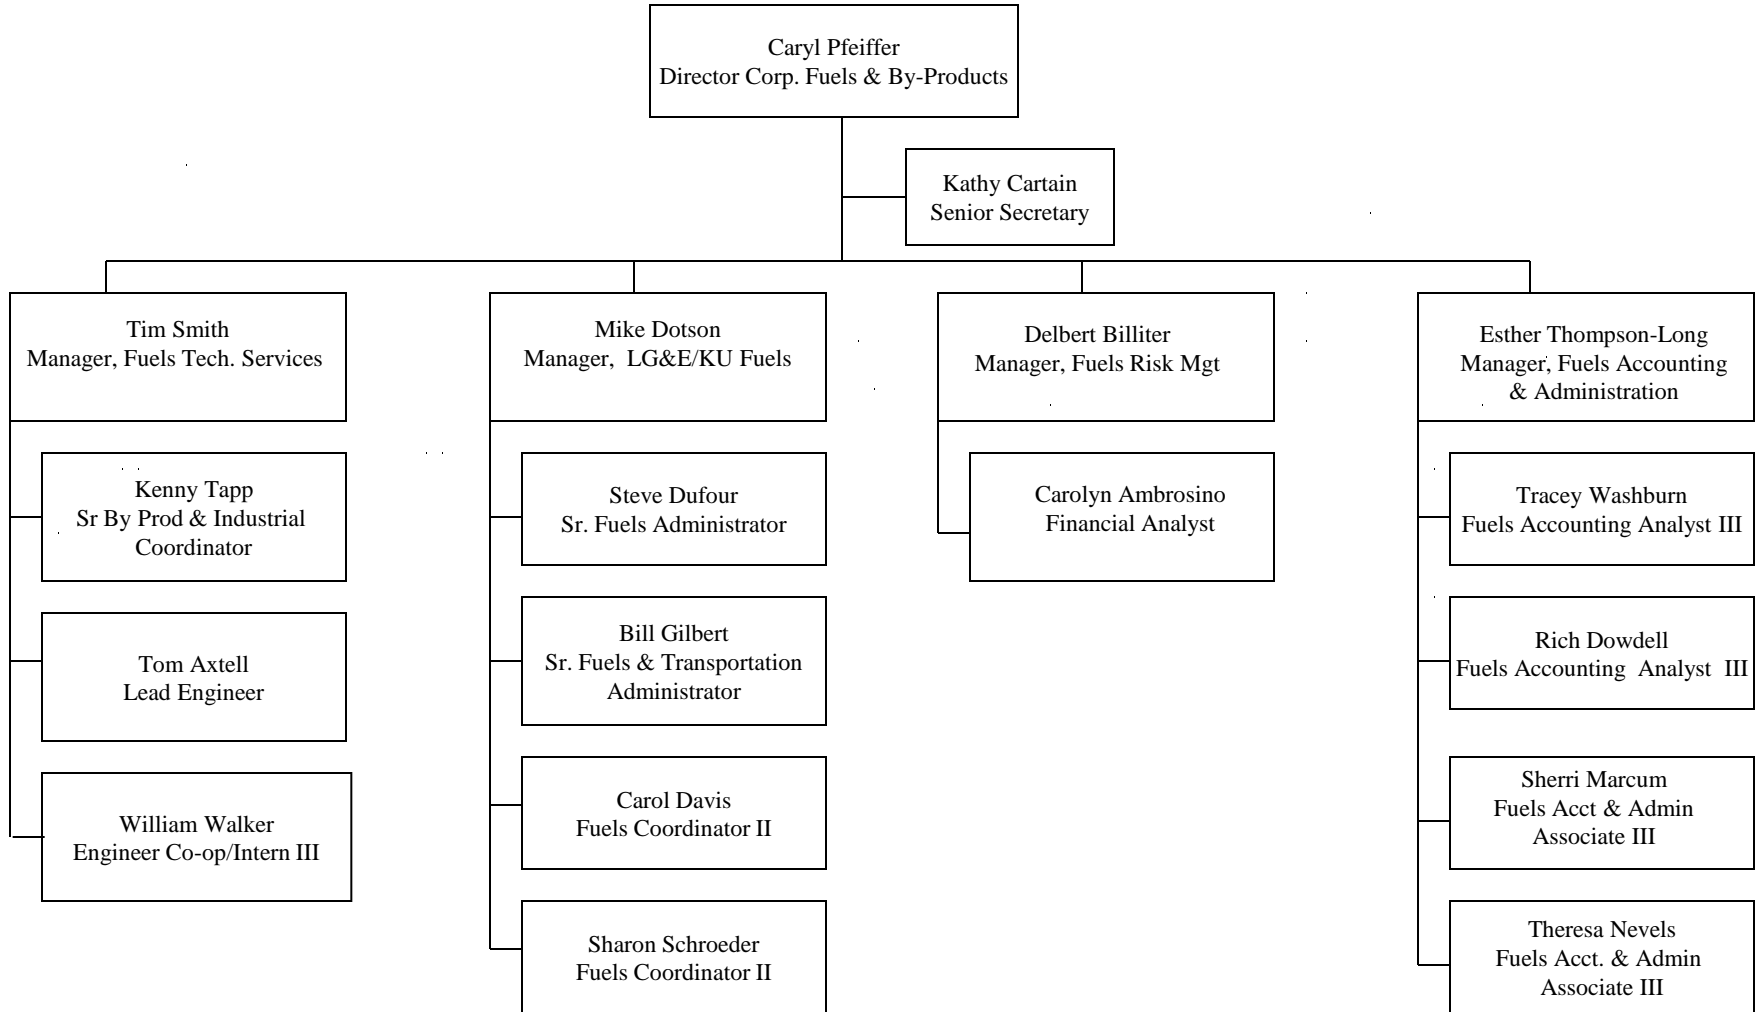 Caryl Pfeiffer
Director Corp. Fuels & By-Products
Kathy Cartain
Senior Secretary
Tim Smith
Manager, Fuels Tech. Services
Kenny Tapp
Sr By Prod & Industrial
Coordinator
Tom Axtell
Lead Engineer
William Walker
Engineer Co-op/Intern III
Mike Dotson
Manager, LG&E/KU Fuels
Steve Dufour
Sr. Fuels Administrator
Bill Gilbert
Sr. Fuels & Transportation
Administrator
Carol Davis
Fuels Coordinator II
Sharon Schroeder
Fuels Coordinator II
Delbert Billiter
Manager, Fuels Risk Mgt
Carolyn Ambrosino
Financial Analyst
Esther Thompson-Long
Manager, Fuels Accounting
& Administration
Tracey Washburn
Fuels Accounting Analyst III
Rich Dowdell
Fuels Accounting Analyst III
Sherri Marcum
Fuels Acct & Admin
Associate III
Theresa Nevels
Fuels Acct. & Admin
Associate III